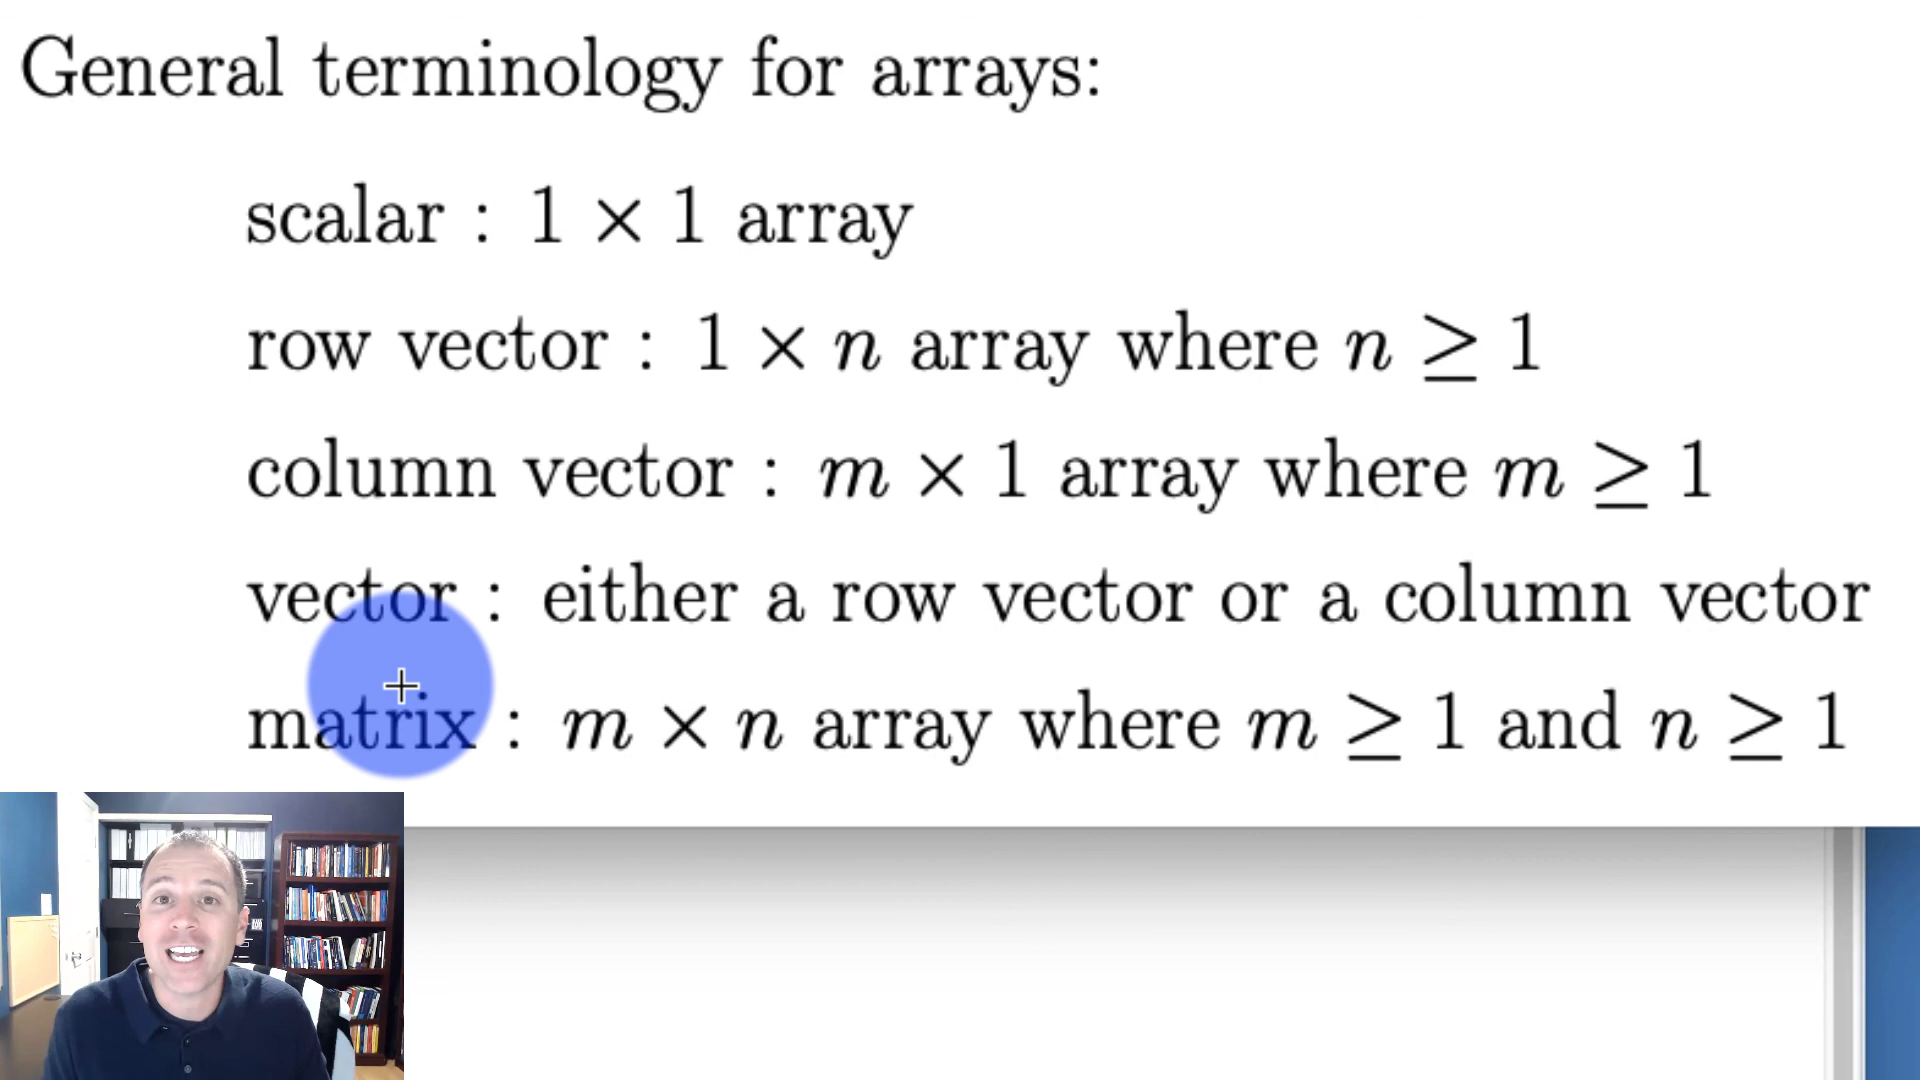 General terminology for arrays:
scalar : 1 × 1 array
row vector : 1 × n array where n ≥ 1
column vector : m × 1 array where m ≥ 1
vector : either a row vector or a column vector
matrix : m × n array where m ≥ 1 and n ≥ 1